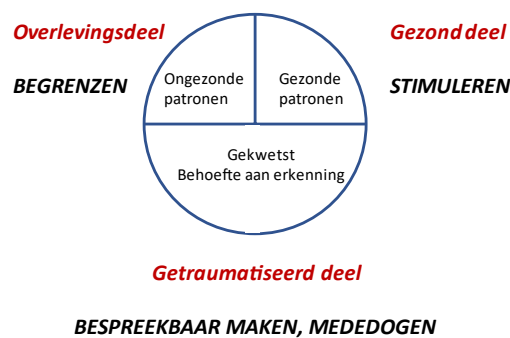 Overlevingsdeel
BEGRENZEN
Ongezonde
patronen
Gezonde
patronen
Gezond deel
STIMULEREN
Gekwetst
Behoefte aan erkenning
Getraumatiseerd deel
BESPREEKBAAR MAKEN, MEDEDOGEN